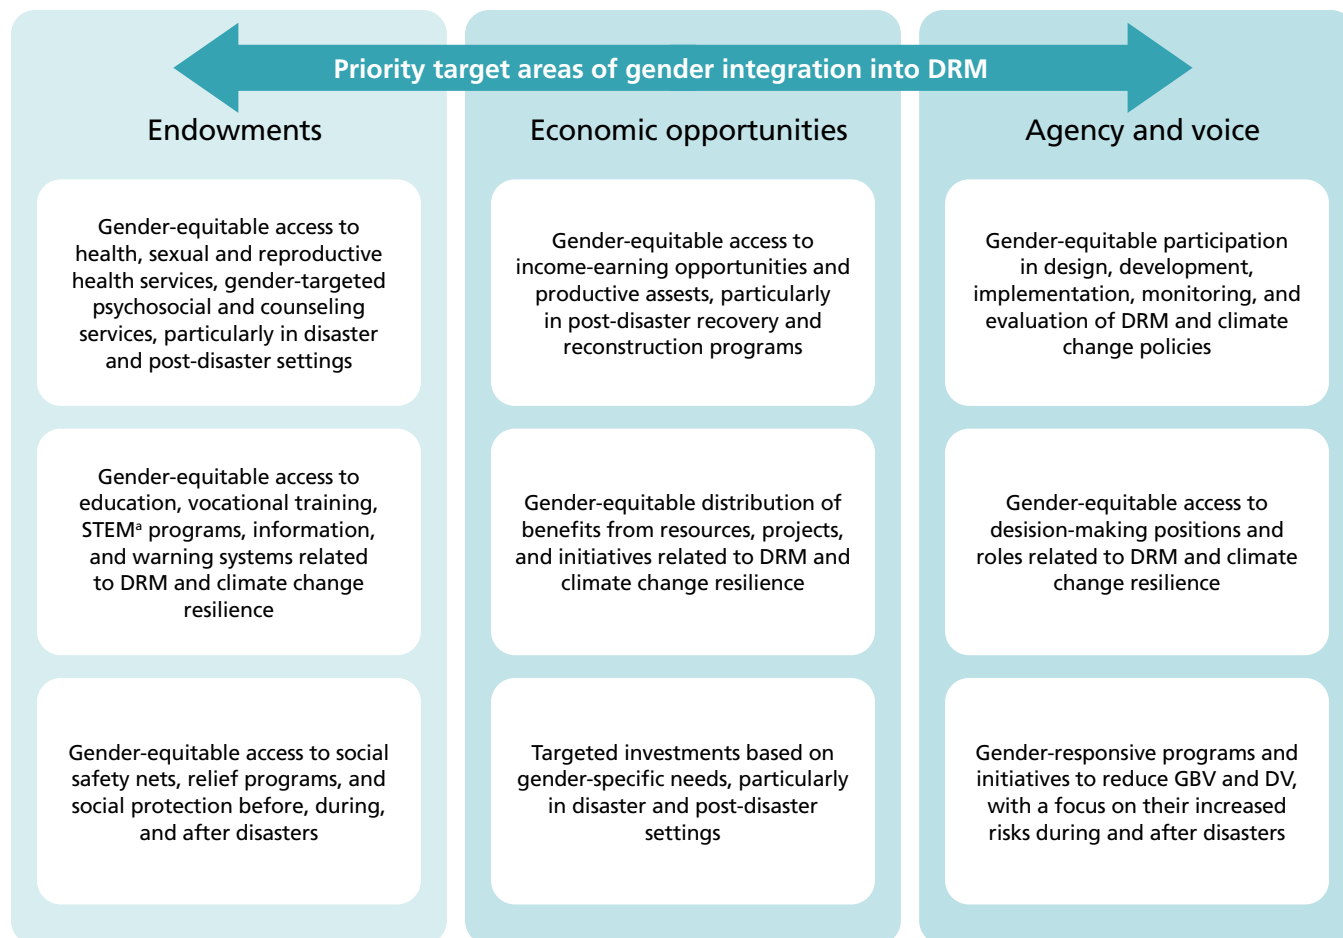 Priority target areas of gender integration into DRM
Endowments
Gender-equitable access to
health, sexual and reproductive
health services, gender-targeted
psychosocial and counseling
services, particularly in disaster
and post-disaster settings
Gender-equitable access to
education, vocational training,
STEMᵃ programs, information,
and warning systems related
to DRM and climate change
resilience
Gender-equitable access to social
safety nets, relief programs, and
social protection before, during,
and after disasters
Economic opportunities
Gender-equitable access to
income-earning opportunities and
productive assests, particularly
in post-disaster recovery and
reconstruction programs
Gender-equitable distribution of
benefits from resources, projects,
and initiatives related to DRM and
climate change resilience
Targeted investments based on
gender-specific needs, particularly
in disaster and post-disaster
settings
Agency and voice
Gender-equitable participation
in design, development,
implementation, monitoring, and
evaluation of DRM and climate
change policies
Gender-equitable access to
desision-making positions and
roles related to DRM and climate
change resilience
Gender-responsive programs and
initiatives to reduce GBV and DV,
with a focus on their increased
risks during and after disasters